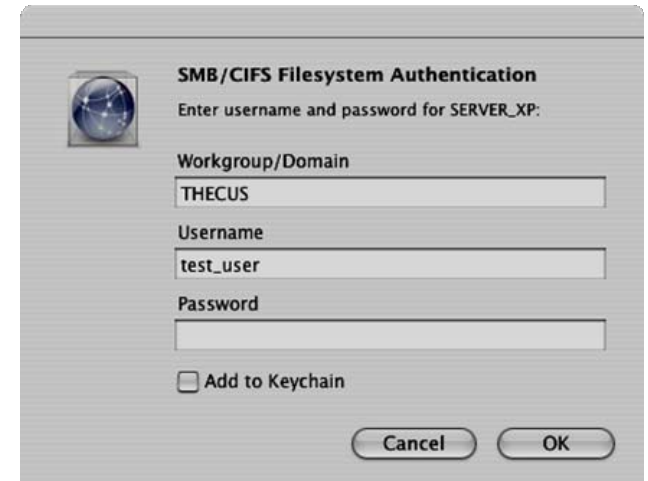 SMB/CIFS Filesystem Authentication
Enter username and password for SERVER_XP:
Workgroup/Domain
THECUS
Username
test_user
Password
Add to Keychain
Cancel OK